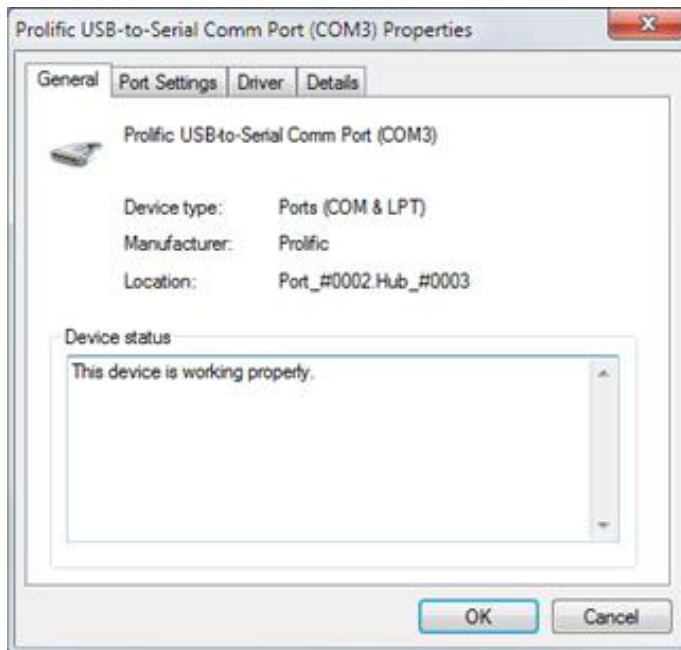 Prolific USB-to-Serial Comm Port (COM3) Properties
General Port Settings Driver Details
Prolific USB-to-Serial Comm Port (COM3)
Device type: Ports (COM & LPT)
Manufacturer: Prolific
Location: Port_#0002.Hub_#0003
Device status
This device is working properly.
OK Cancel